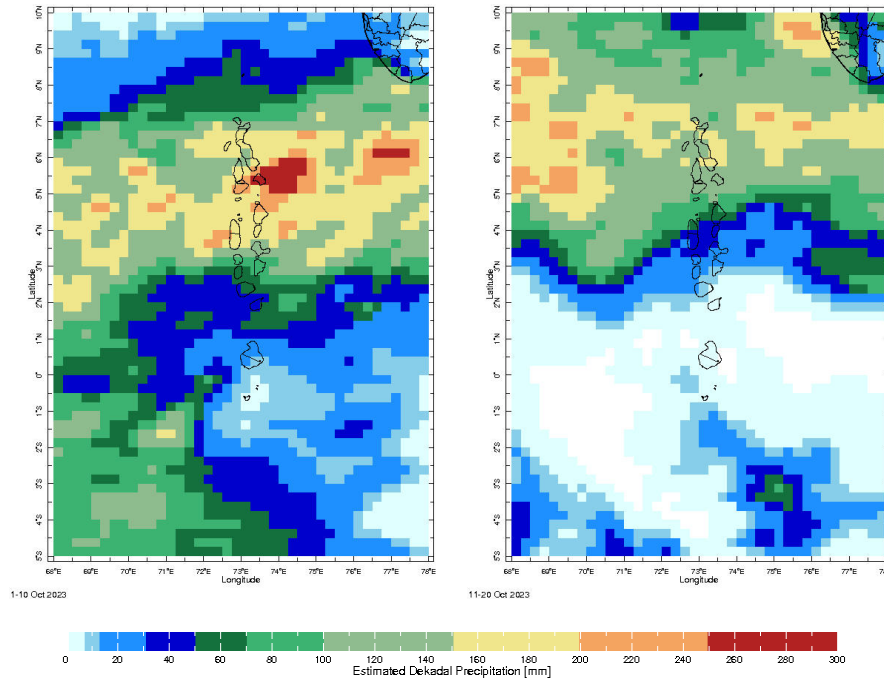 10°N
9°N
8°N
7°N
6°N
5°N
4°N
3°N
2°N
1°N
0°
1°S
2°S
3°S
4°S
5°S
Latitude
68°E 69°E 70°E 71°E 72°E 73°E 74°E 75°E 76°E 77°E 78°E
Longitude
1-10 Oct 2023
10°N
9°N
8°N
7°N
6°N
5°N
4°N
3°N
2°N
1°N
0°
1°S
2°S
3°S
4°S
5°S
Latitude
68°E 69°E 70°E 71°E 72°E 73°E 74°E 75°E 76°E 77°E 78
Longitude
11-20 Oct 2023
0 20 40 60 80 100 120 140 160 180 200 220 240 260 280 300
Estimated Dekadal Precipitation [mm]